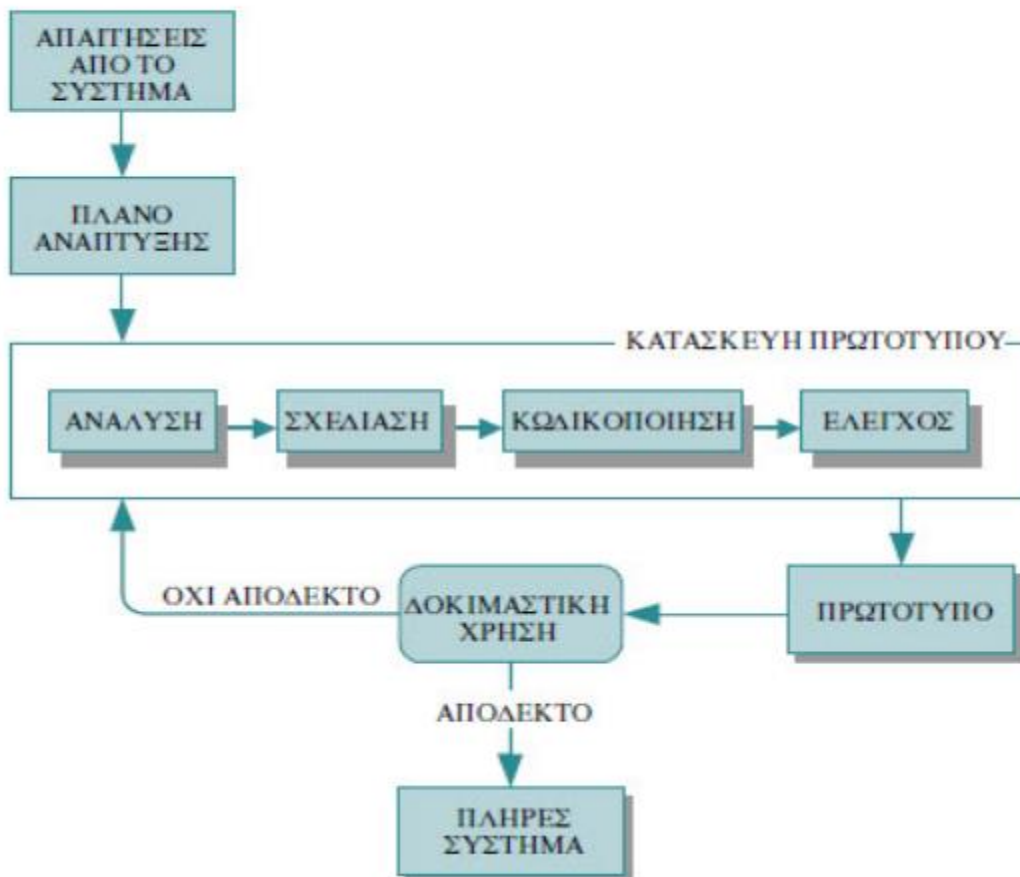 ΑΠΑΙΤΗΣΕΙΣ
ΑΠΟ ΤΟ
ΣΥΣΤΗΜΑ
ΠΛΑΝΟ
ΑΝΑΠΤΥΞΗΣ
ΚΑΤΑΣΚΕΥΗ ΠΡΩΤΟΤΥΠΟΥ
ΑΝΑΛΥΣΗ
ΣΧΕΔΙΑΣΗ
ΚΩΔΙΚΟΠΟΙΗΣΗ
ΕΛΕΓΧΟΣ
ΟΧΙ ΑΠΟΔΕΚΤΟ
ΔΟΚΙΜΑΣΤΙΚΗ
ΧΡΗΣΗ
ΠΡΩΤΟΤΥΠΟ
ΑΠΟΔΕΚΤΟ
ΠΛΗΡΕΣ
ΣΥΣΤΗΜΑ